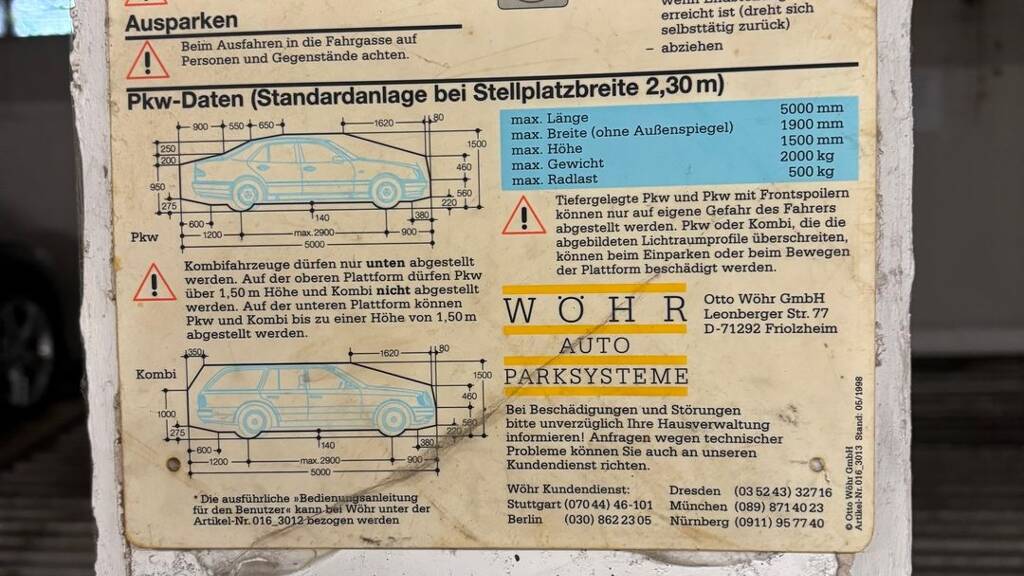 Ausparken
Beim Ausfahren in die Fahrgasse auf
Personen und Gegenstände achten.
erreicht ist (dreht sich
selbsttätig zurück)
– abziehen
Pkw-Daten (Standardanlage bei Stellplatzbreite 2,30 m)
900 550 650 1620 80
250
200
950
275
1500
460
560
220
140 380
600
1200 max. 2900 900
5000
Pkw
max. Länge 5000 mm
max. Breite (ohne Außenspiegel) 1900 mm
max. Höhe 1500 mm
max. Gewicht 2000 kg
max. Radlast 500 kg
Tiefergelegte Pkw und Pkw mit Frontspoilern
können nur auf eigene Gefahr des Fahrers
abgestellt werden. Pkw oder Kombi, die die
abgebildeten Lichtraumprofile überschreiten,
können beim Einparken oder beim Bewegen
der Plattform beschädigt werden.
Kombifahrzeuge dürfen nur unten abgestellt
werden. Auf der oberen Plattform dürfen Pkw
über 1,50 m Höhe und Kombi nicht abgestellt
werden. Auf der unteren Plattform können
Pkw und Kombi bis zu einer Höhe von 1,50 m
abgestellt werden.
WÖHR
AUTO
PARKSYSTEME
Otto Wöhr GmbH
Leonberger Str. 77
D-71292 Friolzheim
350 1620 80
Kombi
1000
275
1500
460
560
220
140 380
600
1200 max. 2900 900
5000
Bei Beschädigungen und Störungen
bitte unverzüglich Ihre Hausverwaltung
informieren! Anfragen wegen technischer
Probleme können Sie auch an unseren
Kundendienst richten.
Wöhr Kundendienst: Dresden (03 52 43) 327 16
Stuttgart (070 44) 46-101 München (089) 871 40 23
Berlin (030) 862 23 05 Nürnberg (0911) 95 77 40
* Die ausführliche »Bedienungsanleitung
für den Benutzer« kann bei Wöhr unter der
Artikel-Nr. 016_3012 bezogen werden
© Otto Wöhr GmbH
Artikel-Nr. 016_3013 Stand: 05/1998